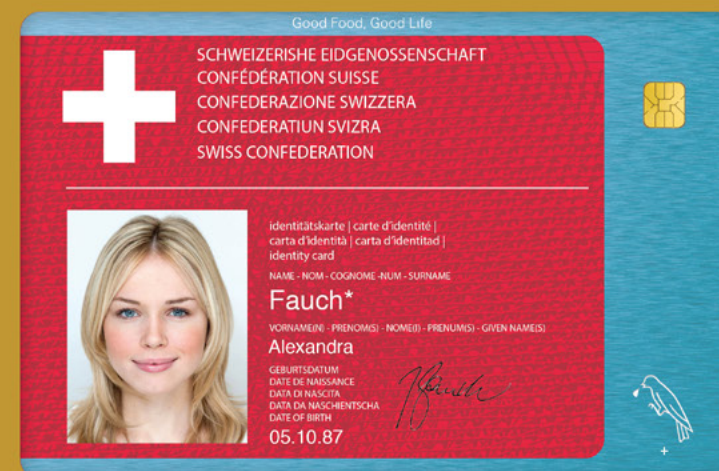 Good Food, Good Life
SCHWEIZERISHE EIDGENOSSENSCHAFT
CONFÉDÉRATION SUISSE
CONFEDERAZIONE SWIZZERA
CONFEDERATIUN SVIZRA
SWISS CONFEDERATION
identitätskarte | carte d'identité |
carta d'identità | carta d'identitad |
identity card
NAME - NOM - COGNOME -NUM - SURNAME
Fauch*
VORNAME(N) - PRENOM(S) - NOME(I) - PRENUM(S) - GIVEN NAME(S)
Alexandra
GEBURTSDATUM
DATE DE NAISSANCE
DATA DI NASCITA
DATA DA NASCHIENTSCHA
DATE OF BIRTH
05.10.87